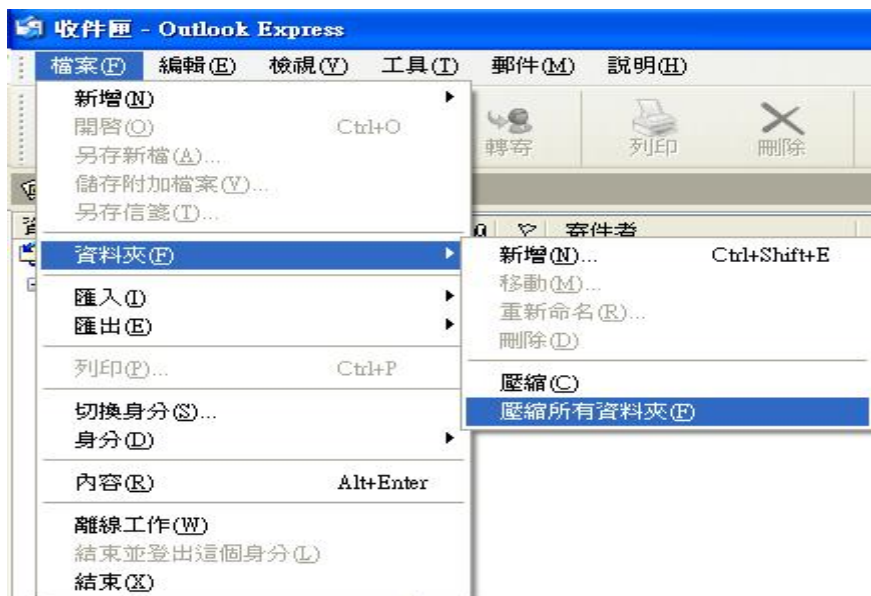 收件匣 - Outlook Express
檔案(F) 編輯(E) 檢視(V) 工具(T) 郵件(M) 說明(H)
轉寄 列印 刪除
寄件者
新增(N)
開啓(O) Ctrl+O
另存新檔(A)...
儲存附加檔案(V)...
另存信箋(T)...
資料夾(F)
匯入(I)
匯出(E)
列印(P)... Ctrl+P
切換身分(S)...
身分(D)
內容(R) Alt+Enter
離線工作(W)
結束並登出這個身分(L)
結束(X)
新增(N)... Ctrl+Shift+E
移動(M)...
重新命名(R)...
刪除(D)
壓縮(C)
壓縮所有資料夾(F)